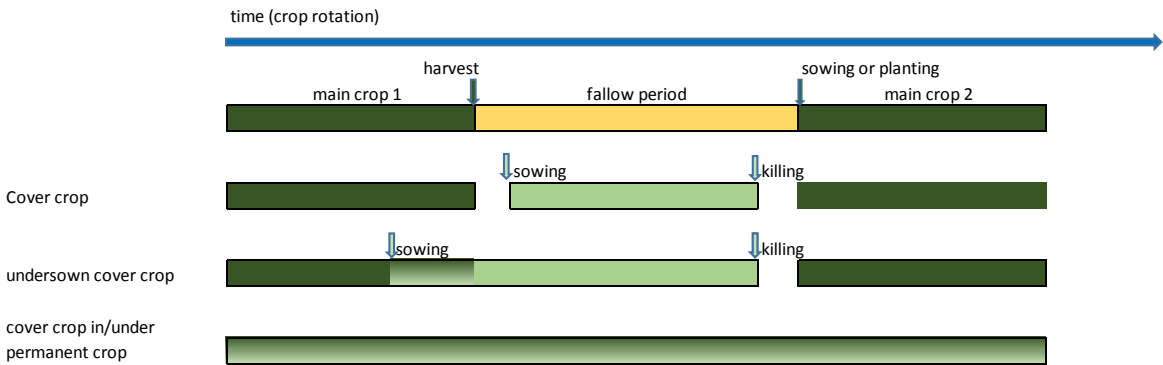 time (crop rotation)
harvest
sowing or planting
main crop 1
fallow period
main crop 2
sowing
killing
Cover crop
sowing
killing
undersown cover crop
cover crop in/under
permanent crop